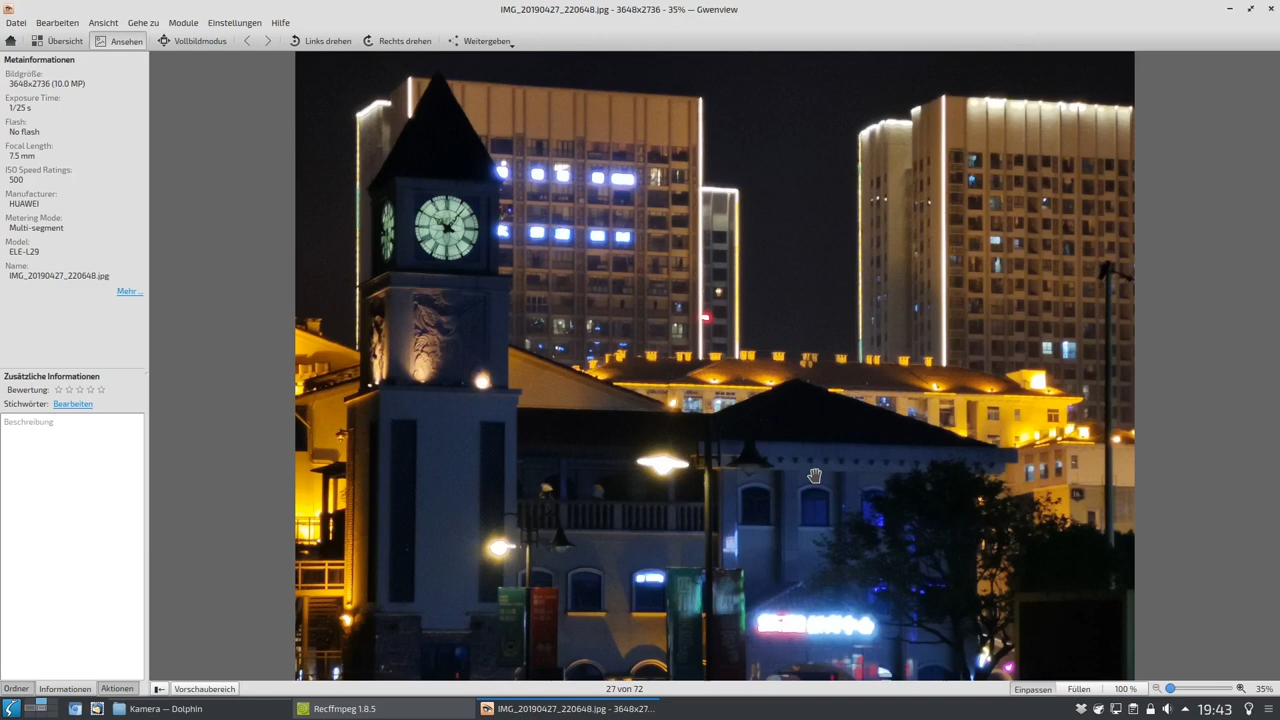 IMG_20190427_220648.jpg - 3648x2736 - 35% — Gwenview
Datei Bearbeiten Ansicht Gehe zu Module Einstellungen Hilfe
Übersicht Ansehen Vollbildmodus Links drehen Rechts drehen Weitergeben
Metainformationen
Bildgröße:
3648x2736 (10.0 MP)
Exposure Time:
1/25 s
Flash:
No flash
Focal Length:
7.5 mm
ISO Speed Ratings:
500
Manufacturer:
HUAWEI
Metering Mode:
Multi-segment
Model:
ELE-L29
Name:
IMG_20190427_220648.jpg
Mehr ...
Zusätzliche Informationen
Bewertung:
Stichwörter: Bearbeiten
Beschreibung
Ordner Informationen Aktionen Vorschaubereich 27 von 72 Einpassen Füllen 100 % 35%
Kamera — Dolphin Recffmpeg 1.8.5 IMG_20190427_220648.jpg - 3648x27... 19:43